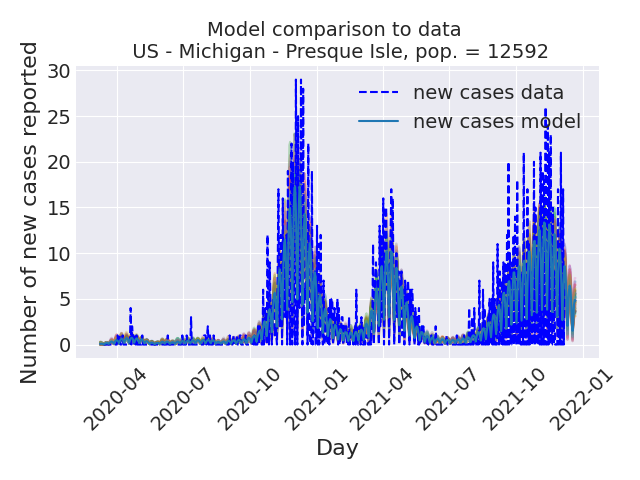 Model comparison to data
US - Michigan - Presque Isle, pop. = 12592
Number of new cases reported
30
25
20
15
10
5
0
new cases data
new cases model
2020-04
2020-07
2020-10
2021-01
2021-04
2021-07
2021-10
2022-01
Day